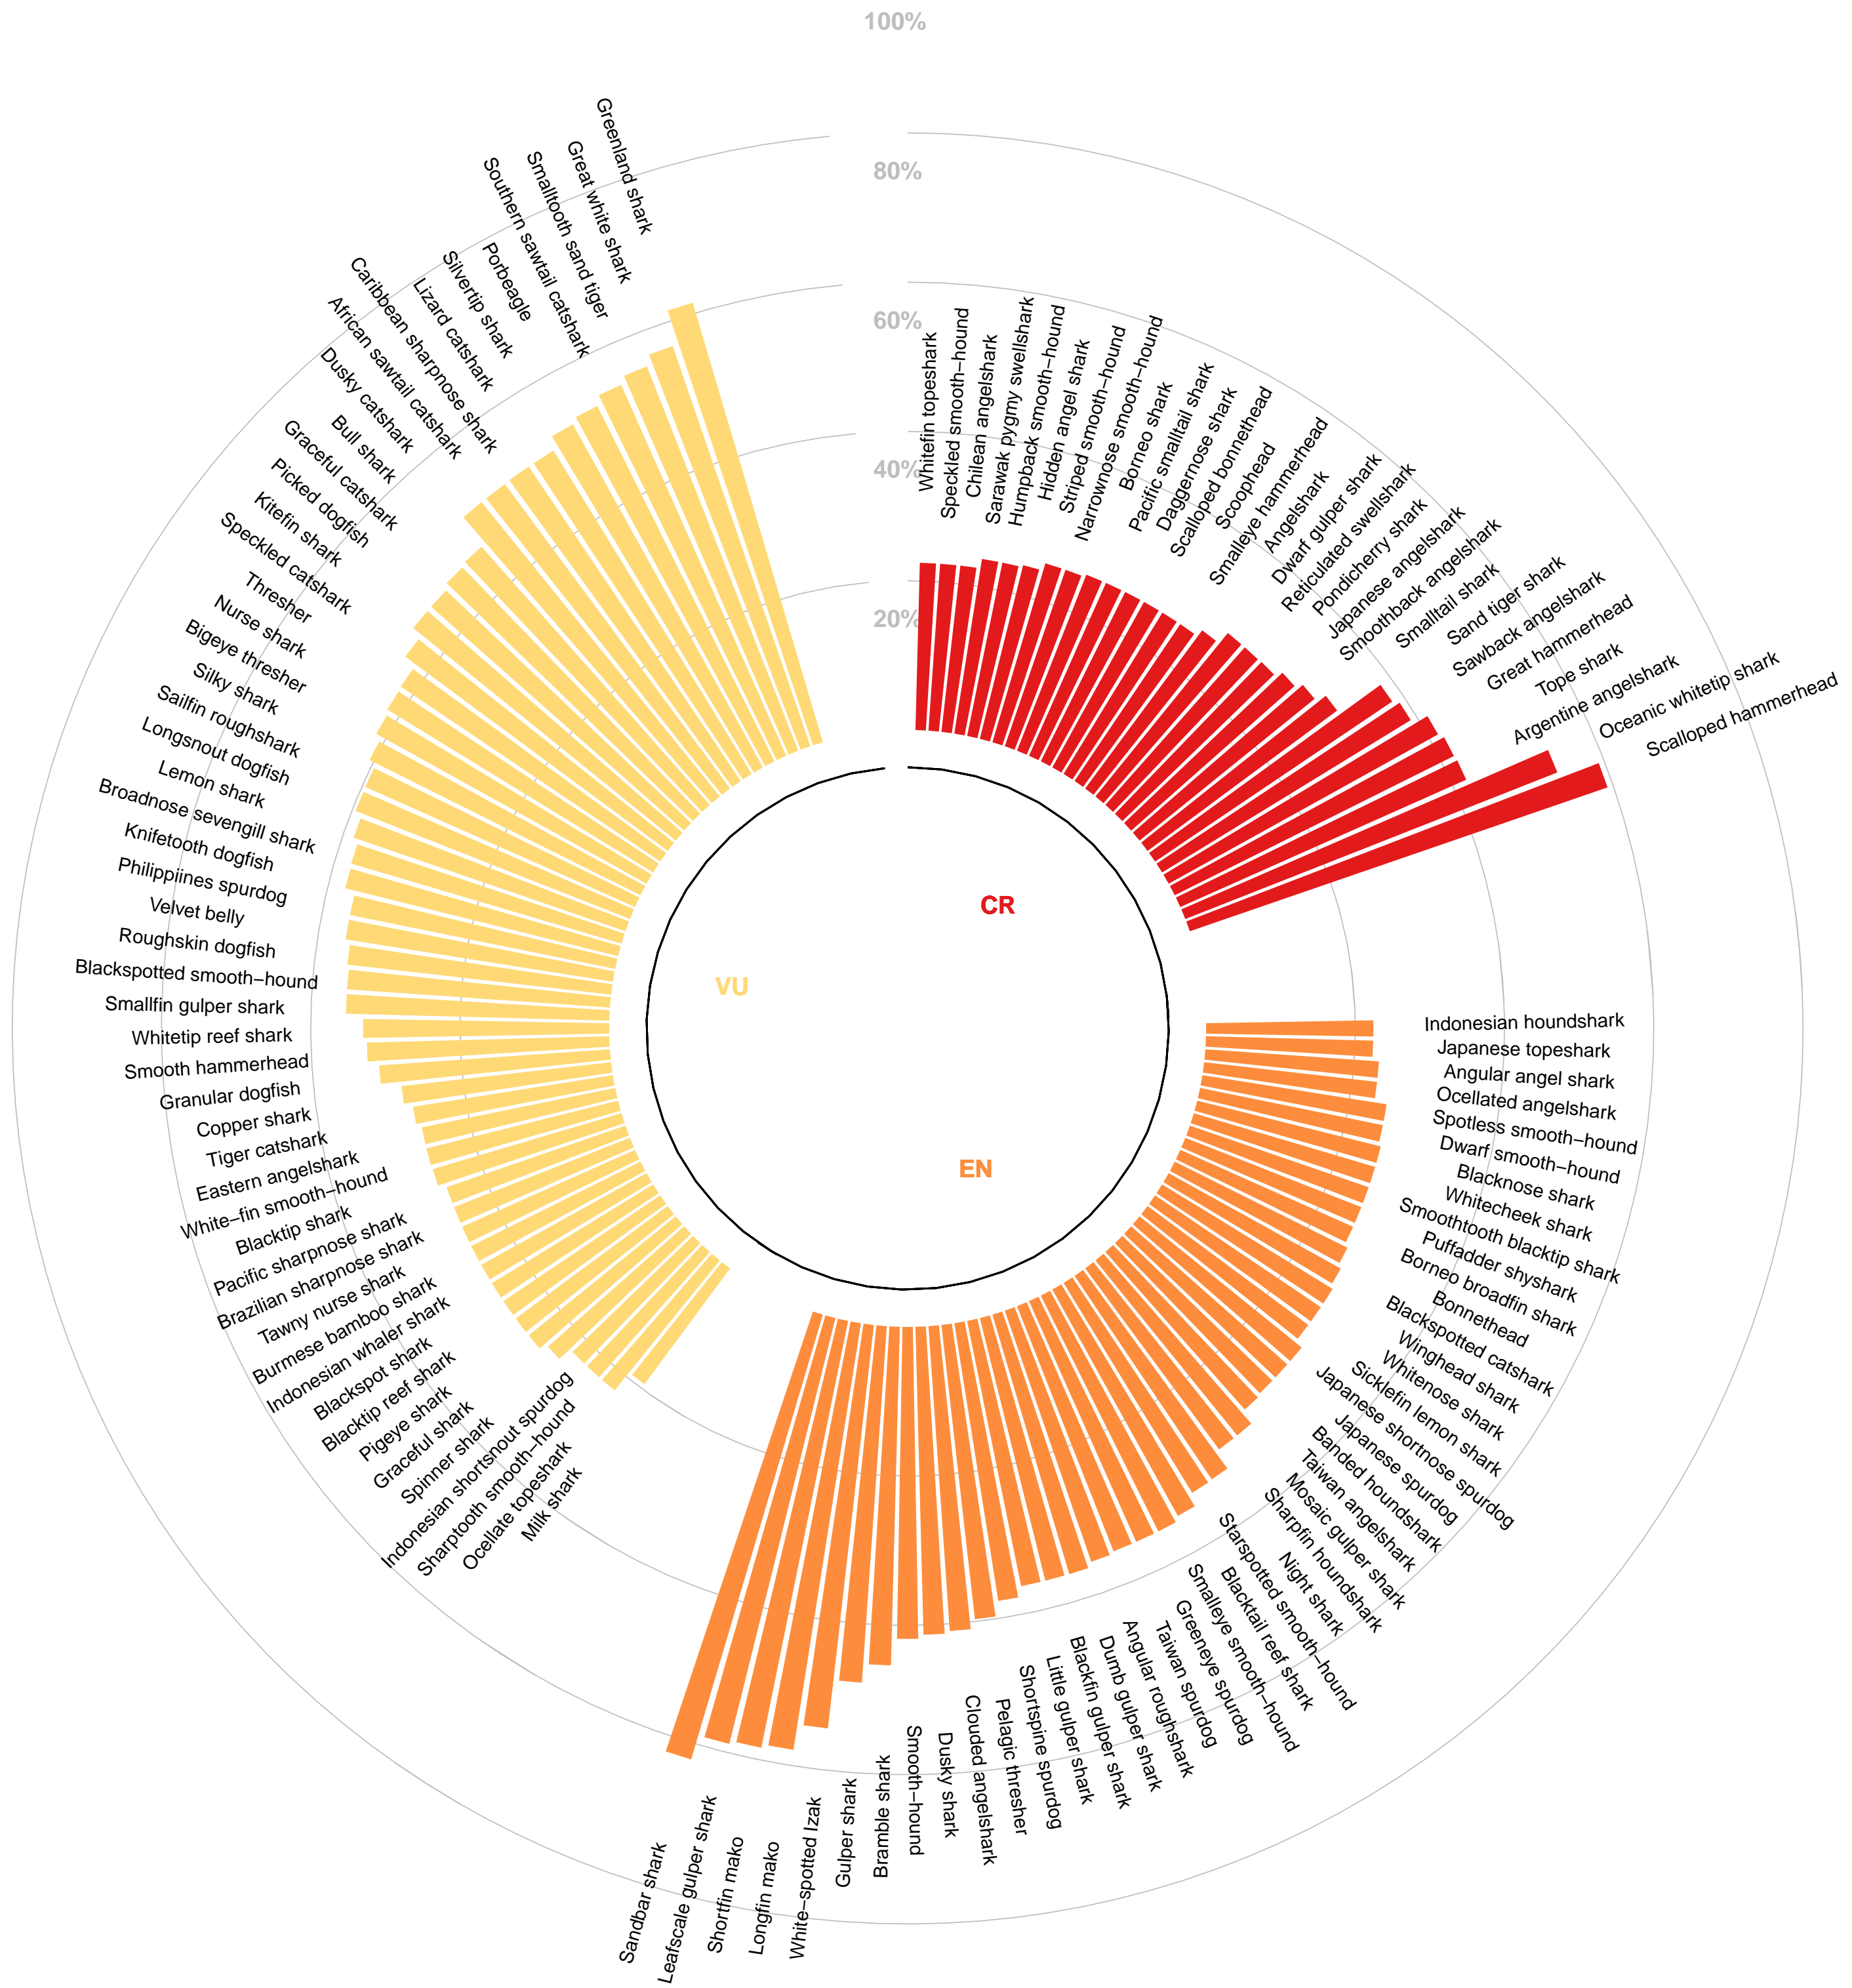 100%
80%
60%
40%
20%
Whitefin topeshark
Speckled smooth−hound
Chilean angelshark
Sarawak pygmy swellshark
Humpback smooth−hound
Hidden angel shark
Striped smooth−hound
Narrownose smooth−hound
Borneo shark
Pacific smalltail shark
Daggernose shark
Scalloped bonnethead
Scoophead
Smalleye hammerhead
Angelshark
Dwarf gulper shark
Reticulated swellshark
Pondicherry shark
Japanese angelshark
Smoothback angelshark
Smalltail shark
Sand tiger shark
Sawback angelshark
Great hammerhead
Tope shark
Argentine angelshark
Oceanic whitetip shark
Scalloped hammerhead
Indonesian houndshark
Japanese topeshark
Angular angel shark
Ocellated angelshark
Spotless smooth−hound
Dwarf smooth−hound
Blacknose shark
Whitecheek shark
Smoothtooth blacktip shark
Puffadder shyshark
Borneo broadfin shark
Bonnethead
Blackspotted catshark
Winghead shark
Whitenose shark
Sicklefin lemon shark
Japanese shortnose spurdog
Japanese spurdog
Banded houndshark
Taiwan angelshark
Mosaic gulper shark
Sharpfin houndshark
Night shark
Starspotted smooth−hound
Blacktail reef shark
Smalleye smooth−hound
Greeneye spurdog
Taiwan spurdog
Angular roughshark
Dumb gulper shark
Blackfin gulper shark
Little gulper shark
Shortspine spurdog
Pelagic thresher
Clouded angelshark
Dusky shark
Smooth−hound
Bramble shark
Gulper shark
White−spotted Izak
Longfin mako
Shortfin mako
Leafscale gulper shark
Sandbar shark
Milk shark
Ocellate topeshark
Sharptooth smooth−hound
Indonesian shortsnout spurdog
Spinner shark
Graceful shark
Pigeye shark
Blacktip reef shark
Blackspot shark
Indonesian whaler shark
Burmese bamboo shark
Tawny nurse shark
Brazilian sharpnose shark
Pacific sharpnose shark
Blacktip shark
White−fin smooth−hound
Eastern angelshark
Tiger catshark
Copper shark
Granular dogfish
Smooth hammerhead
Whitetip reef shark
Smallfin gulper shark
Blackspotted smooth−hound
Roughskin dogfish
Velvet belly
Philippiines spurdog
Knifetooth dogfish
Broadnose sevengill shark
Lemon shark
Longsnout dogfish
Sailfin roughshark
Silky shark
Bigeye thresher
Nurse shark
Thresher
Speckled catshark
Kitefin shark
Picked dogfish
Graceful catshark
Bull shark
Dusky catshark
African sawtail catshark
Caribbean sharpnose shark
Lizard catshark
Silvertip shark
Porbeagle
Southern sawtail catshark
Smalltooth sand tiger
Great white shark
Greenland shark
CR
EN
VU